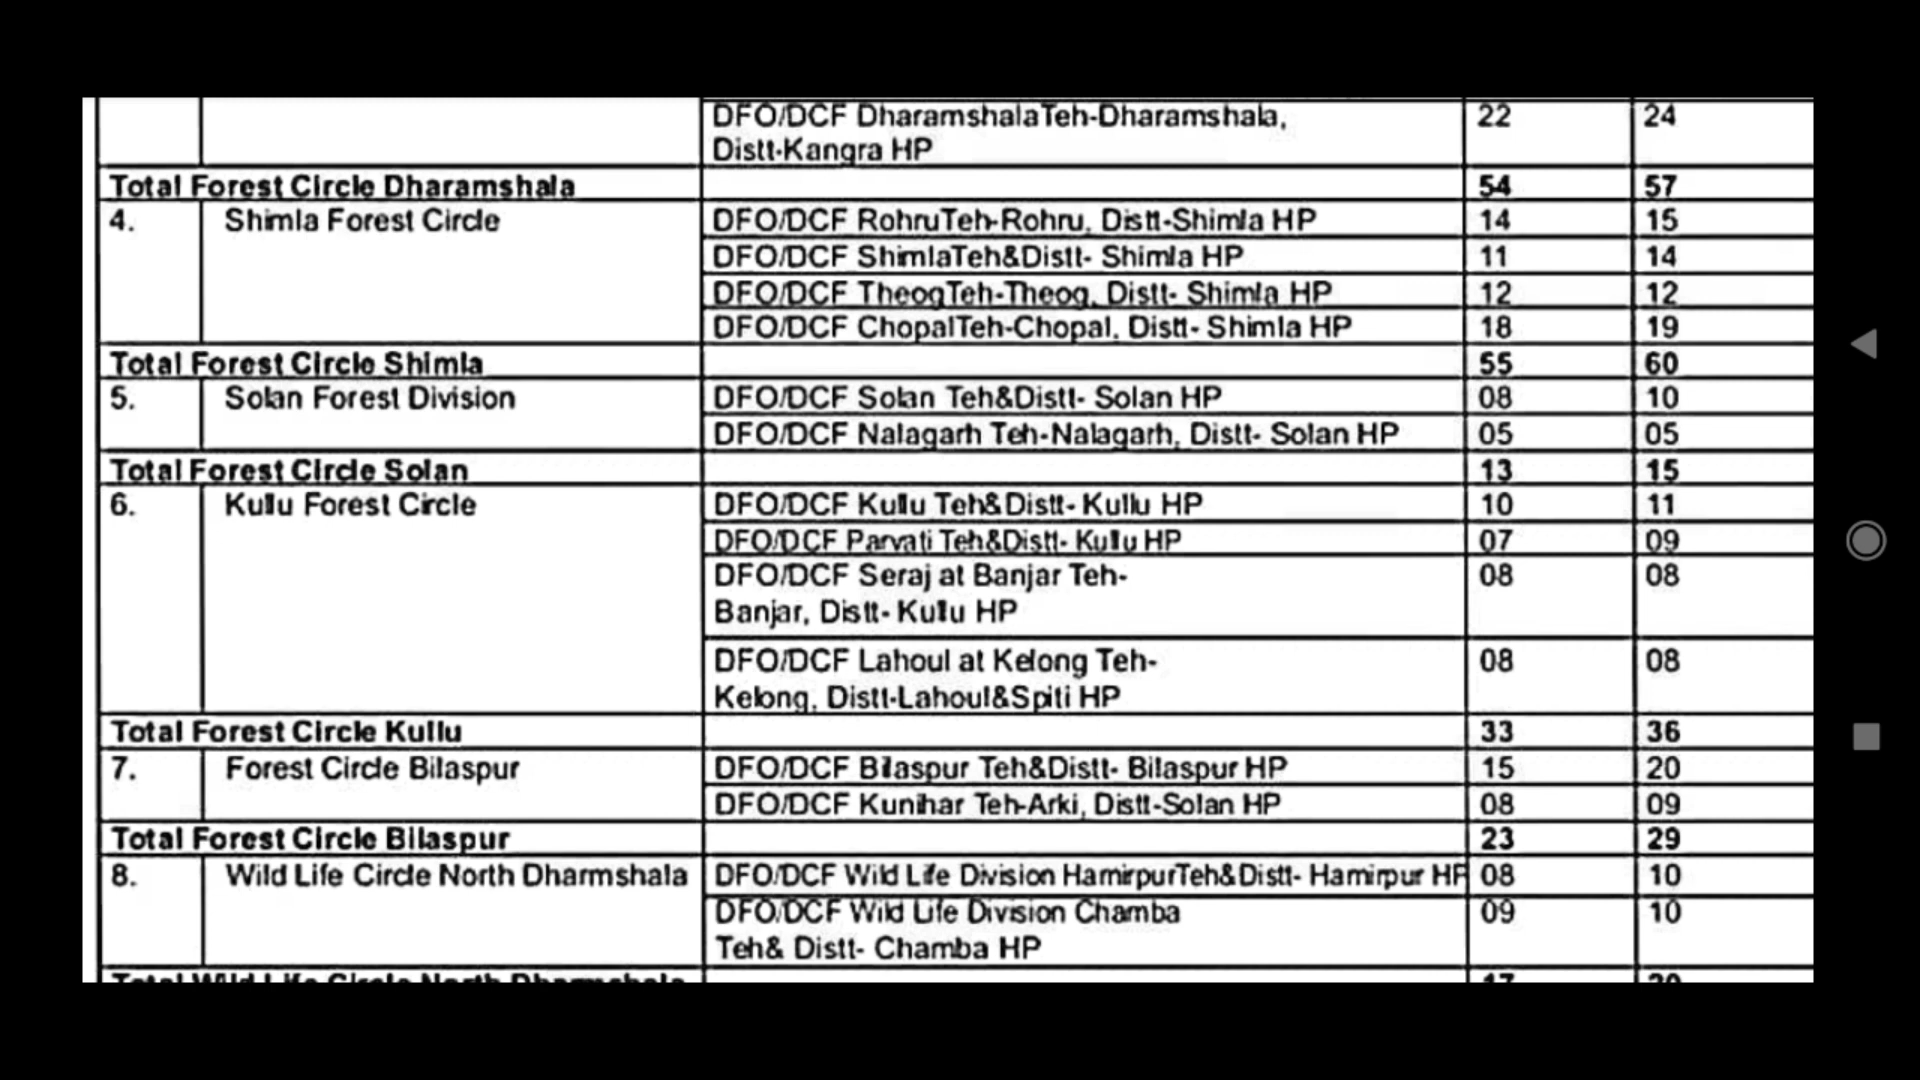 DFO/DCF DharamshalaTeh-Dharamshala, 22 24
Distt-Kangra HP
Total Forest Circle Dharamshala 54 57
4. Shimla Forest Circle DFO/DCF RohruTeh-Rohru, Distt-Shimla HP 14 15
DFO/DCF ShimlaTeh&Distt- Shimla HP 11 14
DFO/DCF TheogTeh-Theog, Distt- Shimla HP 12 12
DFO/DCF ChopalTeh-Chopal, Distt- Shimla HP 18 19
Total Forest Circle Shimla 55 60
5. Solan Forest Division DFO/DCF Solan Teh&Distt- Solan HP 08 10
DFO/DCF Nalagarh Teh-Nalagarh, Distt- Solan HP 05 05
Total Forest Circle Solan 13 15
6. Kullu Forest Circle DFO/DCF Kullu Teh&Distt- Kullu HP 10 11
DFO/DCF Parvati Teh&Distt- Kullu HP 07 09
DFO/DCF Seraj at Banjar Teh- 08 08
Banjar, Distt- Kullu HP
DFO/DCF Lahoul at Kelong Teh- 08 08
Kelong, Distt-Lahoul&Spiti HP
Total Forest Circle Kullu 33 36
7. Forest Circle Bilaspur DFO/DCF Bilaspur Teh&Distt- Bilaspur HP 15 20
DFO/DCF Kunihar Teh-Arki, Distt-Solan HP 08 09
Total Forest Circle Bilaspur 23 29
8. Wild Life Circle North Dharmshala DFO/DCF Wild Life Division HamirpurTeh&Distt- Hamirpur HP 08 10
DFO/DCF Wild Life Division Chamba 09 10
Teh& Distt- Chamba HP
Total Wild Life Circle North Dharmshala 17 20